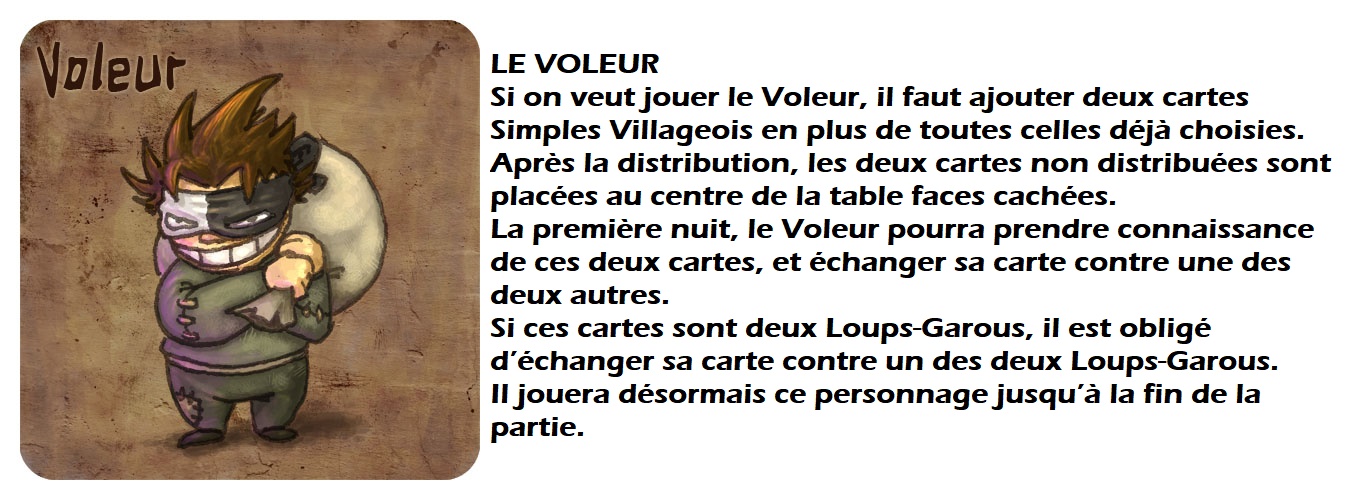 Voleur
LE VOLEUR
Si on veut jouer le Voleur, il faut ajouter deux cartes
Simples Villageois en plus de toutes celles déjà choisies.
Après la distribution, les deux cartes non distribuées sont
placées au centre de la table faces cachées.
La première nuit, le Voleur pourra prendre connaissance
de ces deux cartes, et échanger sa carte contre une des
deux autres.
Si ces cartes sont deux Loups-Garous, il est obligé
d’échanger sa carte contre un des deux Loups-Garous.
Il jouera désormais ce personnage jusqu’à la fin de la
partie.